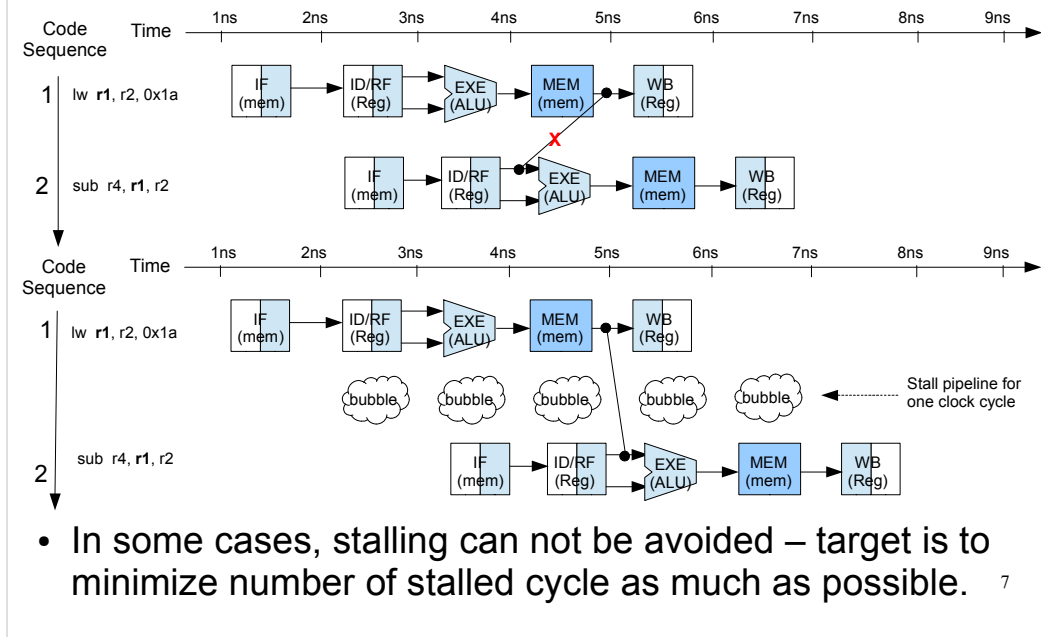 1ns 2ns 3ns 4ns 5ns 6ns 7ns 8ns 9ns
Code Sequence Time
1 lw r1, r2, 0x1a
IF (mem) ID/RF (Reg) EXE (ALU) MEM (mem) WB (Reg)
X
2 sub r4, r1, r2
IF (mem) ID/RF (Reg) EXE (ALU) MEM (mem) WB (Reg)
1ns 2ns 3ns 4ns 5ns 6ns 7ns 8ns 9ns
Code Sequence Time
1 lw r1, r2, 0x1a
IF (mem) ID/RF (Reg) EXE (ALU) MEM (mem) WB (Reg)
bubble bubble bubble bubble bubble
Stall pipeline for
one clock cycle
2 sub r4, r1, r2
IF (mem) ID/RF (Reg) EXE (ALU) MEM (mem) WB (Reg)
• In some cases, stalling can not be avoided – target is to
minimize number of stalled cycle as much as possible. 7